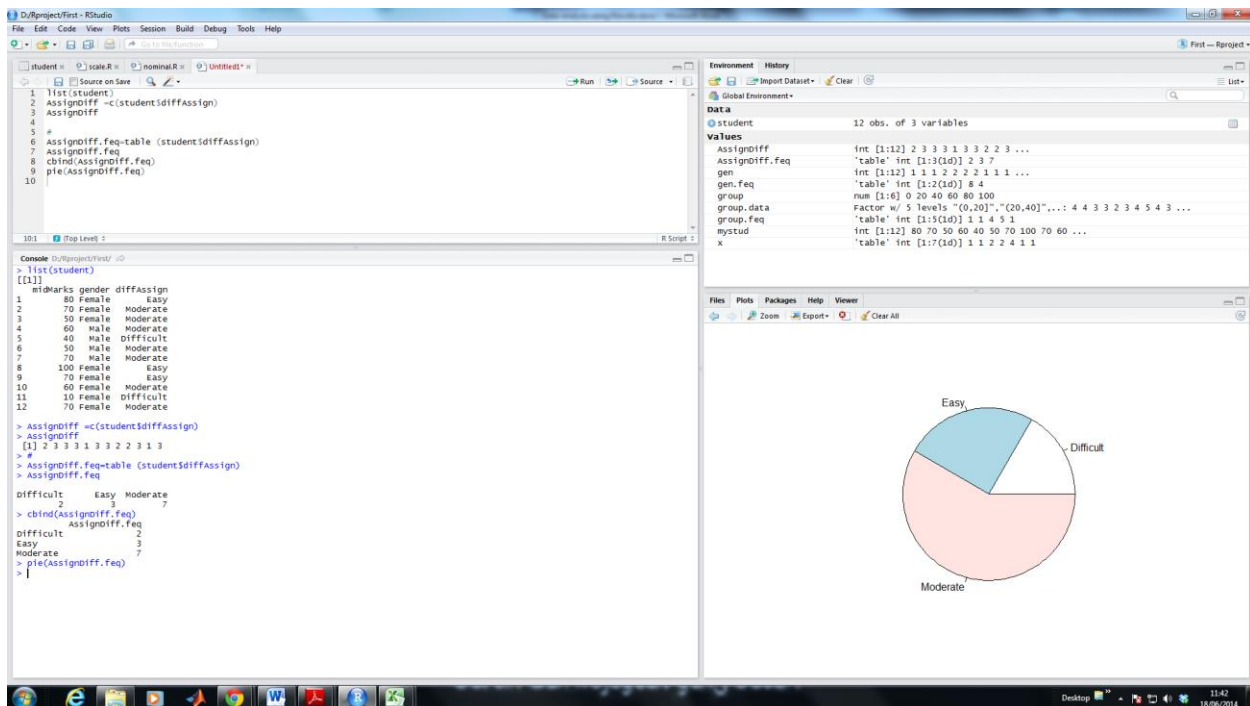 D:/Rproject/First - RStudio
File Edit Code View Plots Session Build Debug Tools Help
Go to file/function
First — Rproject
student scale.R nominal.R Untitled1*
Source on Save Run Source
1 list(student)
2 AssignDiff =c(student$diffAssign)
3 AssignDiff
4
5 #
6 AssignDiff.feq=table (student$diffAssign)
7 AssignDiff.feq
8 cbind(AssignDiff.feq)
9 pie(AssignDiff.feq)
10
10:1 (Top Level) R Script
Console D:/Rproject/First/
> list(student)
[[1]]
midMarks gender diffAssign
1 80 Female Easy
2 70 Female Moderate
3 50 Female Moderate
4 60 Male Moderate
5 40 Male Difficult
6 50 Male Moderate
7 70 Male Moderate
8 100 Female Easy
9 70 Female Easy
10 60 Female Moderate
11 10 Female Difficult
12 70 Female Moderate
> AssignDiff =c(student$diffAssign)
> AssignDiff
[1] 2 3 3 3 1 3 3 2 2 3 1 3
> #
> AssignDiff.feq=table (student$diffAssign)
> AssignDiff.feq
Difficult Easy Moderate
2 3 7
> cbind(AssignDiff.feq)
AssignDiff.feq
Difficult 2
Easy 3
Moderate 7
> pie(AssignDiff.feq)
>
Environment History
Import Dataset Clear List
Global Environment
Data
student 12 obs. of 3 variables
Values
AssignDiff int [1:12] 2 3 3 3 1 3 3 2 2 3 ...
AssignDiff.feq 'table' int [1:3(1d)] 2 3 7
gen int [1:12] 1 1 1 2 2 2 2 1 1 1 ...
gen.feq 'table' int [1:2(1d)] 8 4
group num [1:6] 0 20 40 60 80 100
group.data Factor w/ 5 levels "(0,20]","(20,40]",..: 4 4 3 3 2 3 4 5 4 3 ...
group.feq 'table' int [1:5(1d)] 1 1 4 5 1
mystud int [1:12] 80 70 50 60 40 50 70 100 70 60 ...
x 'table' int [1:7(1d)] 1 1 2 2 4 1 1
Files Plots Packages Help Viewer
Zoom Export Clear All
Easy
Difficult
Moderate
Desktop 11:42
18/06/2014